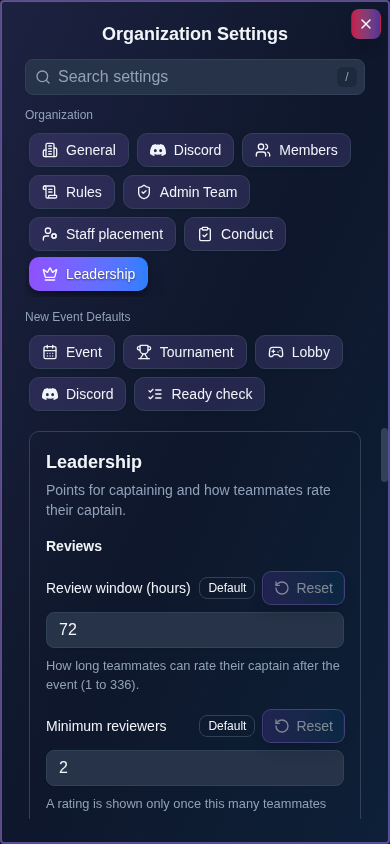 Organization Settings
Search settings /
Organization
General Discord Members
Rules Admin Team
Staff placement Conduct
Leadership
New Event Defaults
Event Tournament Lobby
Discord Ready check
Leadership
Points for captaining and how teammates rate
their captain.
Reviews
Review window (hours) Default Reset
72
How long teammates can rate their captain after the
event (1 to 336).
Minimum reviewers Default Reset
2
A rating is shown only once this many teammates